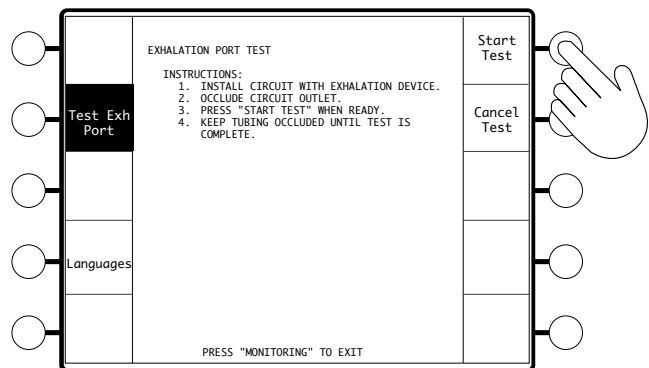 EXHALATION PORT TEST
INSTRUCTIONS:
1. INSTALL CIRCUIT WITH EXHALATION DEVICE.
2. OCCLUDE CIRCUIT OUTLET.
3. PRESS "START TEST" WHEN READY.
4. KEEP TUBING OCCLUDED UNTIL TEST IS
COMPLETE.
Test Exh
Port
Languages
Start
Test
Cancel
Test
PRESS "MONITORING" TO EXIT